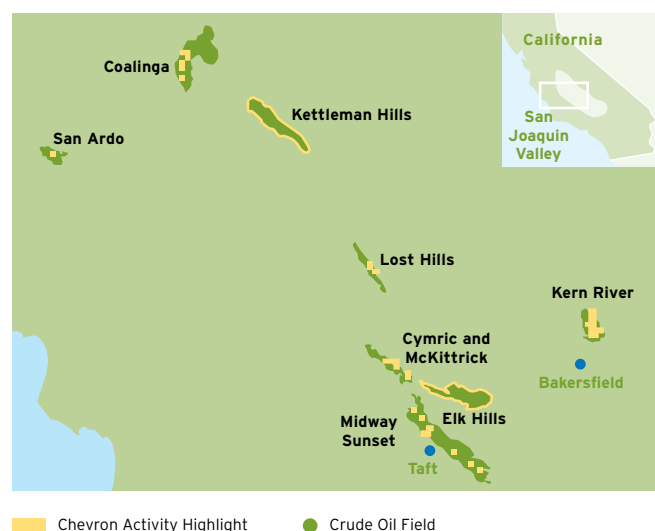 California
San
Joaquin
Valley
Coalinga
Kettleman Hills
San Ardo
Lost Hills
Kern River
Cymric and
McKittrick
Bakersfield
Elk Hills
Midway
Sunset
Taft
Chevron Activity Highlight
Crude Oil Field